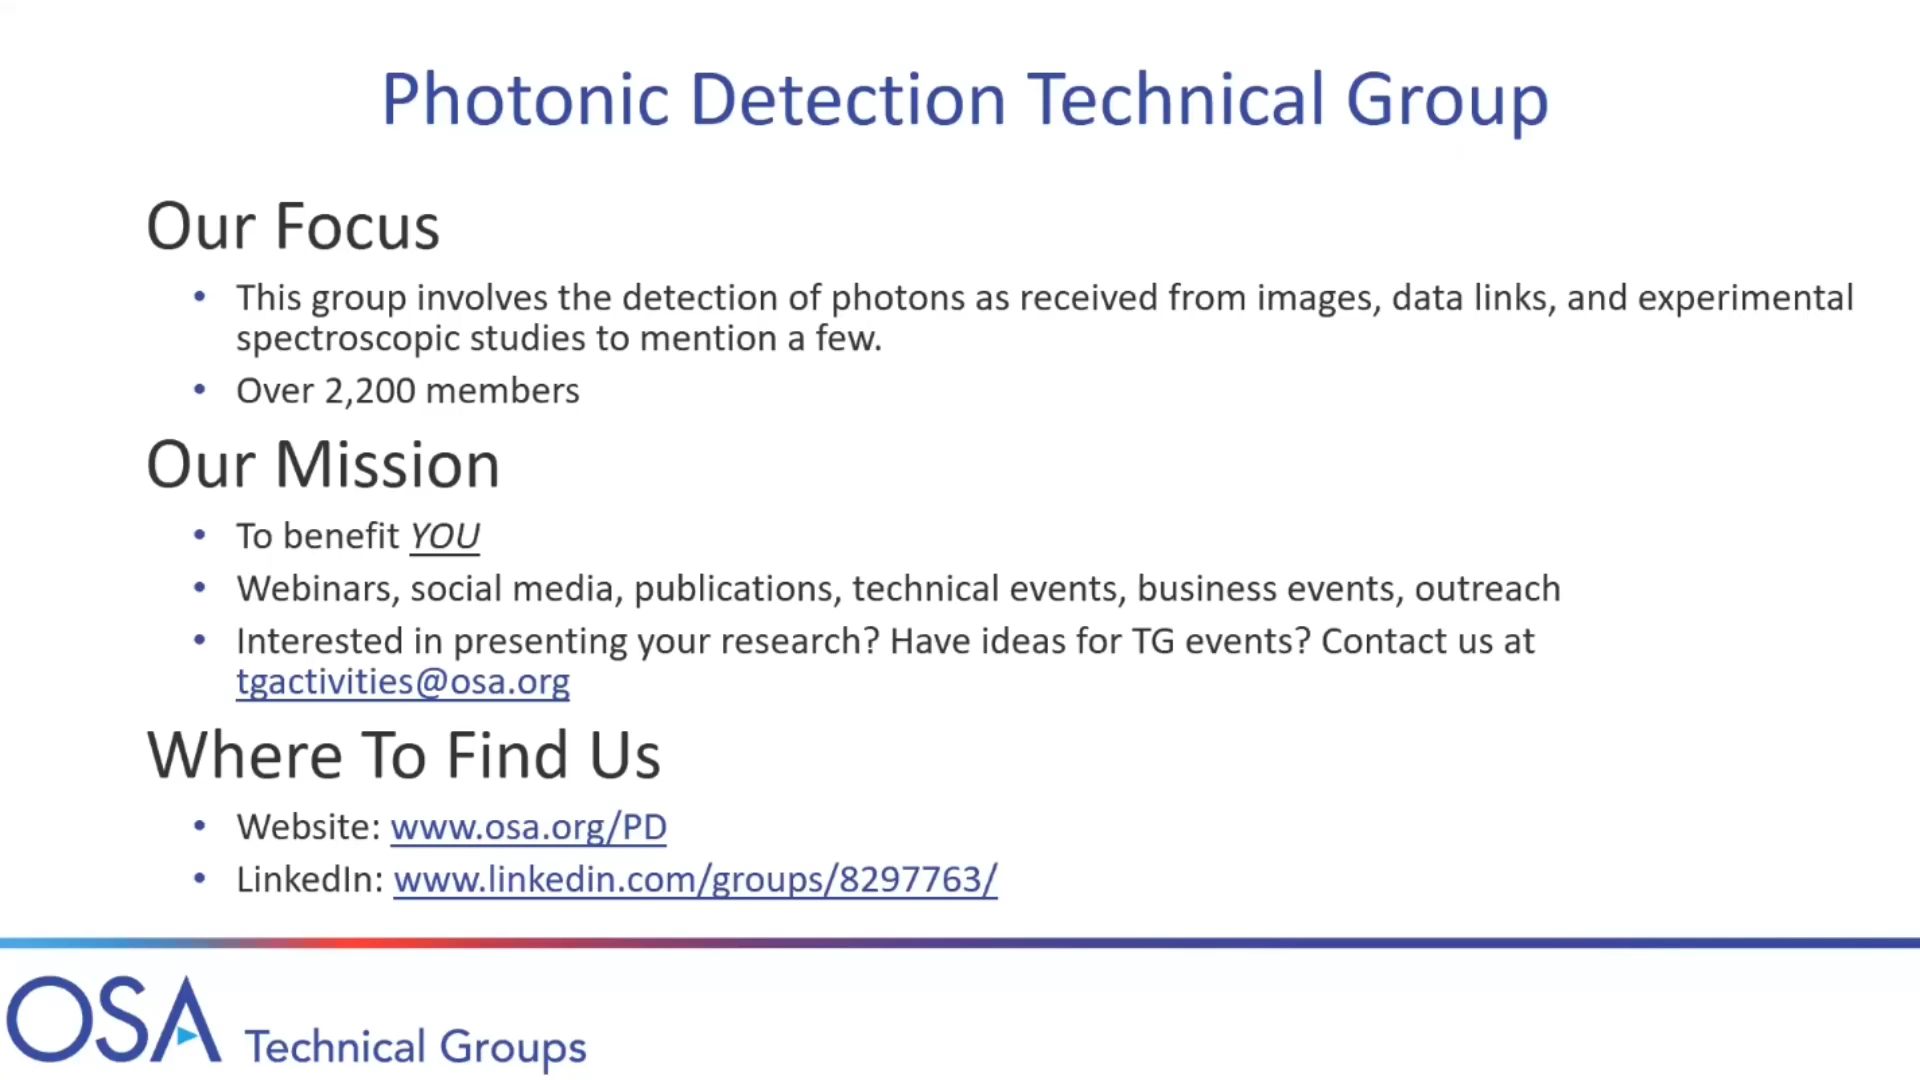 Photonic Detection Technical Group
Our Focus
• This group involves the detection of photons as received from images, data links, and experimental
spectroscopic studies to mention a few.
• Over 2,200 members
Our Mission
• To benefit YOU
• Webinars, social media, publications, technical events, business events, outreach
• Interested in presenting your research? Have ideas for TG events? Contact us at
tgactivities@osa.org
Where To Find Us
• Website: www.osa.org/PD
• LinkedIn: www.linkedin.com/groups/8297763/
OSA Technical Groups